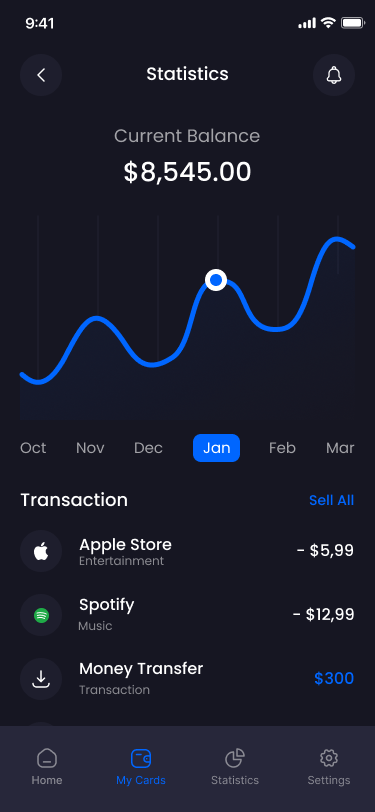 9:41
Statistics
Current Balance
$8,545.00
Oct Nov Dec Jan Feb Mar
Transaction Sell All
Apple Store - $5,99
Entertainment
Spotify - $12,99
Music
Money Transfer $300
Transaction
Home My Cards Statistics Settings